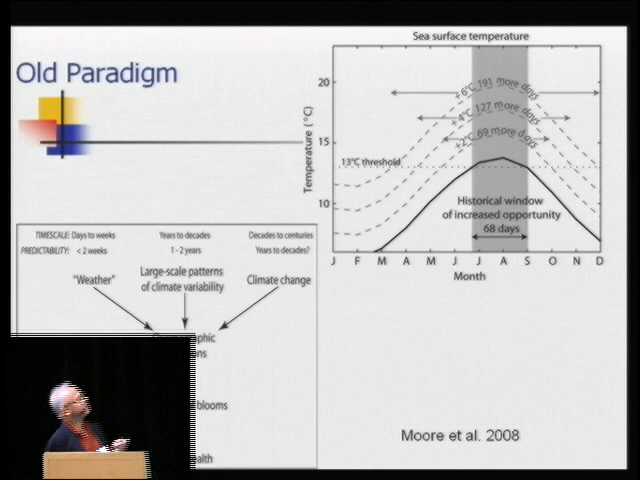 Old Paradigm
TIMESCALE: Days to weeks
Years to decades
Decades to centuries
PREDICTABILITY: < 2 weeks
1 - 2 years
Years to decades?
"Weather"
Large-scale patterns
of climate variability
Climate change
aphic
ns
blooms
alth
Sea surface temperature
Temperature (°C)
20
15
10
+6°C 191 more days
+4°C 127 more days
+2°C 69 more days
13°C threshold
Historical window
of increased opportunity
68 days
J F M A M J J A S O N D
Month
Moore et al. 2008